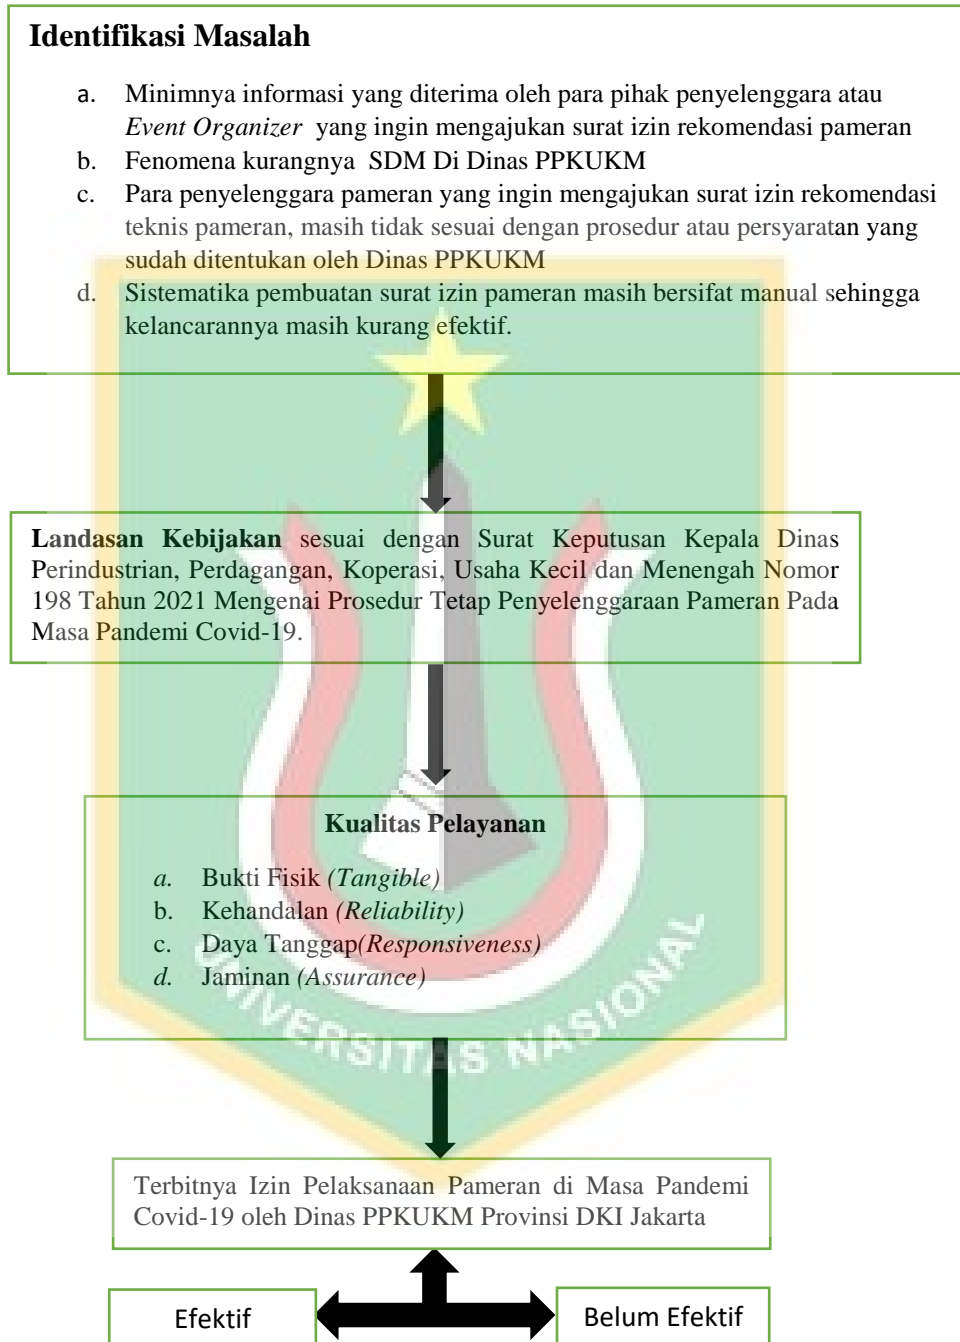 Identifikasi Masalah
a. Minimnya informasi yang diterima oleh para pihak penyelenggara atau
Event Organizer yang ingin mengajukan surat izin rekomendasi pameran
b. Fenomena kurangnya SDM Di Dinas PPKUKM
c. Para penyelenggara pameran yang ingin mengajukan surat izin rekomendasi
teknis pameran, masih tidak sesuai dengan prosedur atau persyaratan yang
sudah ditentukan oleh Dinas PPKUKM
d. Sistematika pembuatan surat izin pameran masih bersifat manual sehingga
kelancarannya masih kurang efektif.
Landasan Kebijakan sesuai dengan Surat Keputusan Kepala Dinas
Perindustrian, Perdagangan, Koperasi, Usaha Kecil dan Menengah Nomor
198 Tahun 2021 Mengenai Prosedur Tetap Penyelenggaraan Pameran Pada
Masa Pandemi Covid-19.
Kualitas Pelayanan
a. Bukti Fisik (Tangible)
b. Kehandalan (Reliability)
c. Daya Tanggap(Responsiveness)
d. Jaminan (Assurance)
UNIVERSITAS NASIONAL
Terbitnya Izin Pelaksanaan Pameran di Masa Pandemi
Covid-19 oleh Dinas PPKUKM Provinsi DKI Jakarta
Efektif
Belum Efektif